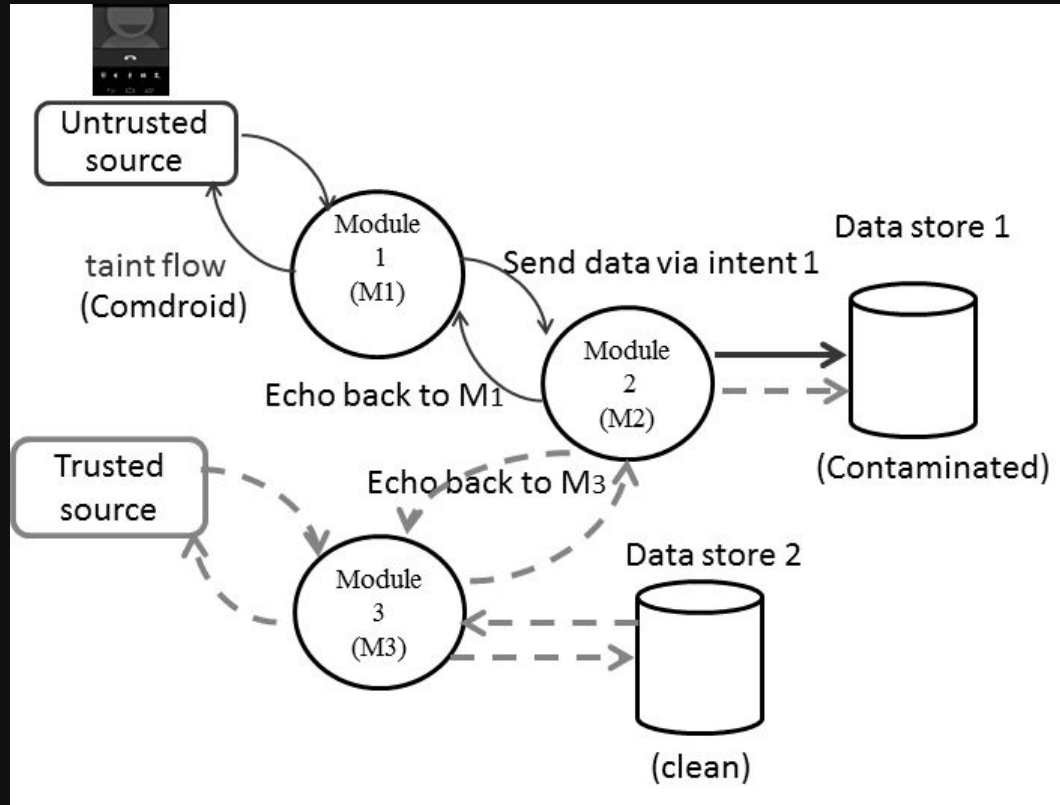 Untrusted
source
Module
1
(M1)
Data store 1
taint flow
(Comdroid)
Send data via intent 1
Module
2
(M2)
Echo back to M1
(Contaminated)
Trusted
source
Echo back to M3
Data store 2
Module
3
(M3)
(clean)